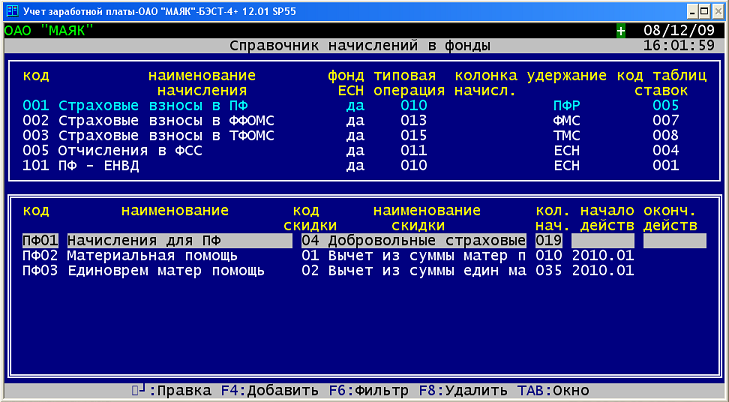 Учет заработной платы-ОАО "МАЯК"-БЭСТ-4+ 12.01 SP55
ОАО "МАЯК" + 08/12/09
Справочник начислений в фонды 16:01:59
код наименование фонд типовая колонка удержание код таблиц
начисления ЕСН операция начисл. ставок
001 Страховые взносы в ПФ да 010 ПФР 005
002 Страховые взносы в ФФОМС да 013 ФМС 007
003 Страховые взносы в ТФОМС да 015 ТМС 008
005 Отчисления в ФСС да 011 ЕСН 004
101 ПФ - ЕНВД да 010 ЕСН 001
код наименование код наименование кол. начало оконч.
скидки скидки нач. действ действ
ПФ01 Начисления для ПФ 04 Добровольные страховые 019
ПФ02 Материальная помощь 01 Вычет из суммы матер п 010 2010.01
ПФ03 Единоврем матер помощь 02 Вычет из суммы един ма 035 2010.01
┘:Правка F4:Добавить F6:Фильтр F8:Удалить TAB:Окно